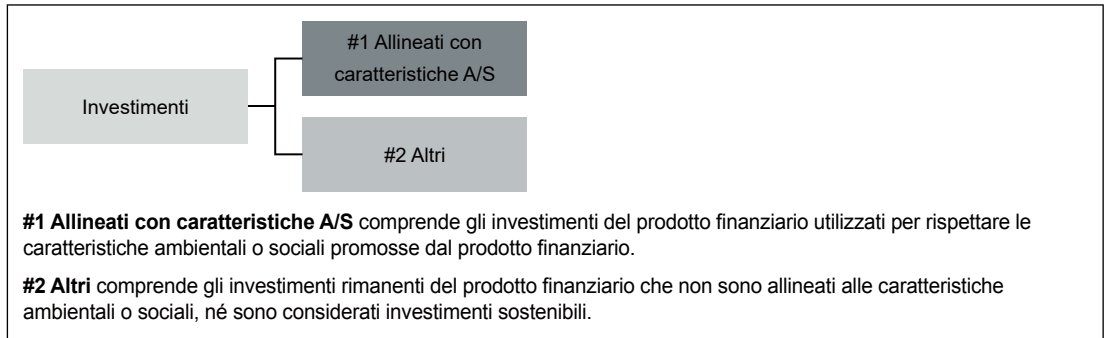 #1 Allineati con
caratteristiche A/S
Investimenti
#2 Altri
#1 Allineati con caratteristiche A/S comprende gli investimenti del prodotto finanziario utilizzati per rispettare le
caratteristiche ambientali o sociali promosse dal prodotto finanziario.
#2 Altri comprende gli investimenti rimanenti del prodotto finanziario che non sono allineati alle caratteristiche
ambientali o sociali, né sono considerati investimenti sostenibili.